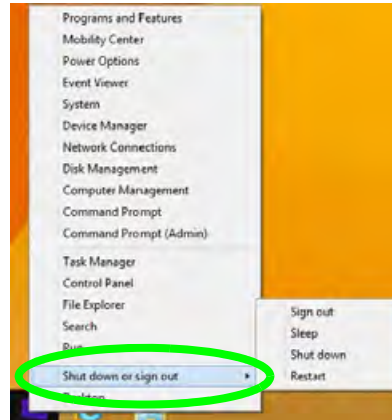 Programs and Features
Mobility Center
Power Options
Event Viewer
System
Device Manager
Network Connections
Disk Management
Computer Management
Command Prompt
Command Prompt (Admin)
Task Manager
Control Panel
File Explorer
Search
Run
Shut down or sign out
Desktop
Sign out
Sleep
Shut down
Restart